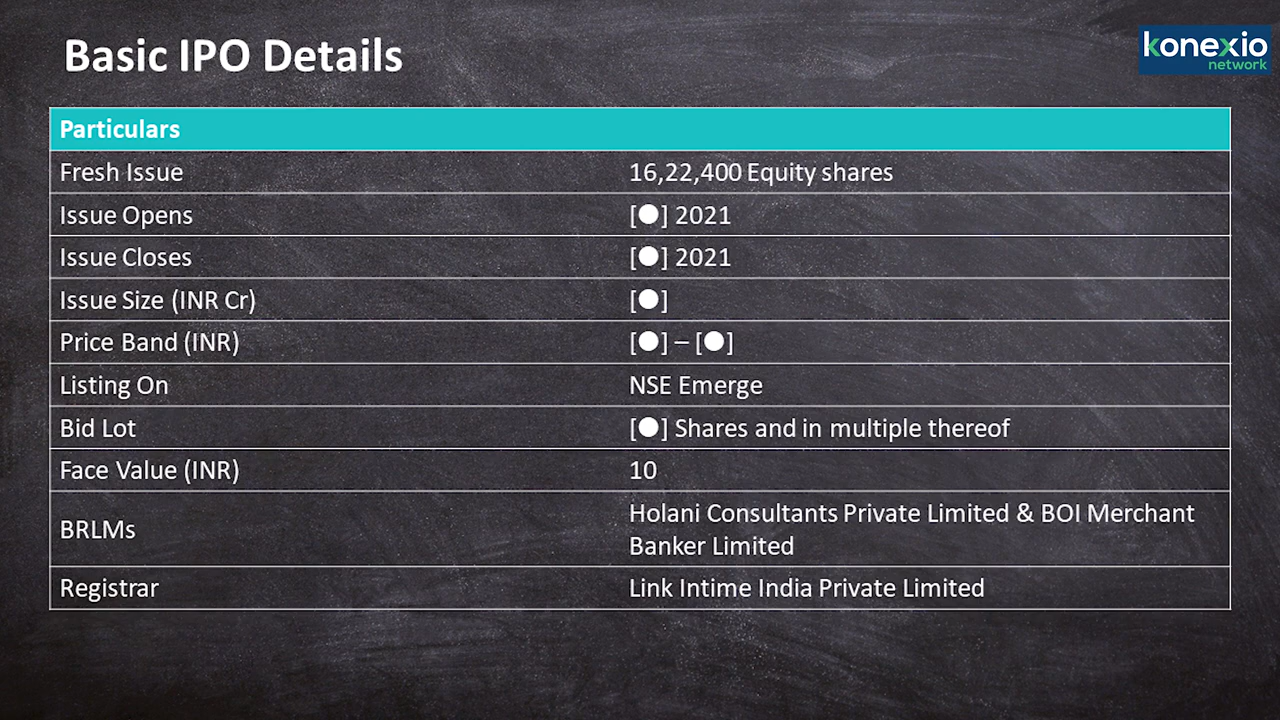 Basic IPO Details
konexio
network
Particulars
Fresh Issue 16,22,400 Equity shares
Issue Opens [●] 2021
Issue Closes [●] 2021
Issue Size (INR Cr) [●]
Price Band (INR) [●] – [●]
Listing On NSE Emerge
Bid Lot [●] Shares and in multiple thereof
Face Value (INR) 10
BRLMs Holani Consultants Private Limited & BOI Merchant
Banker Limited
Registrar Link Intime India Private Limited